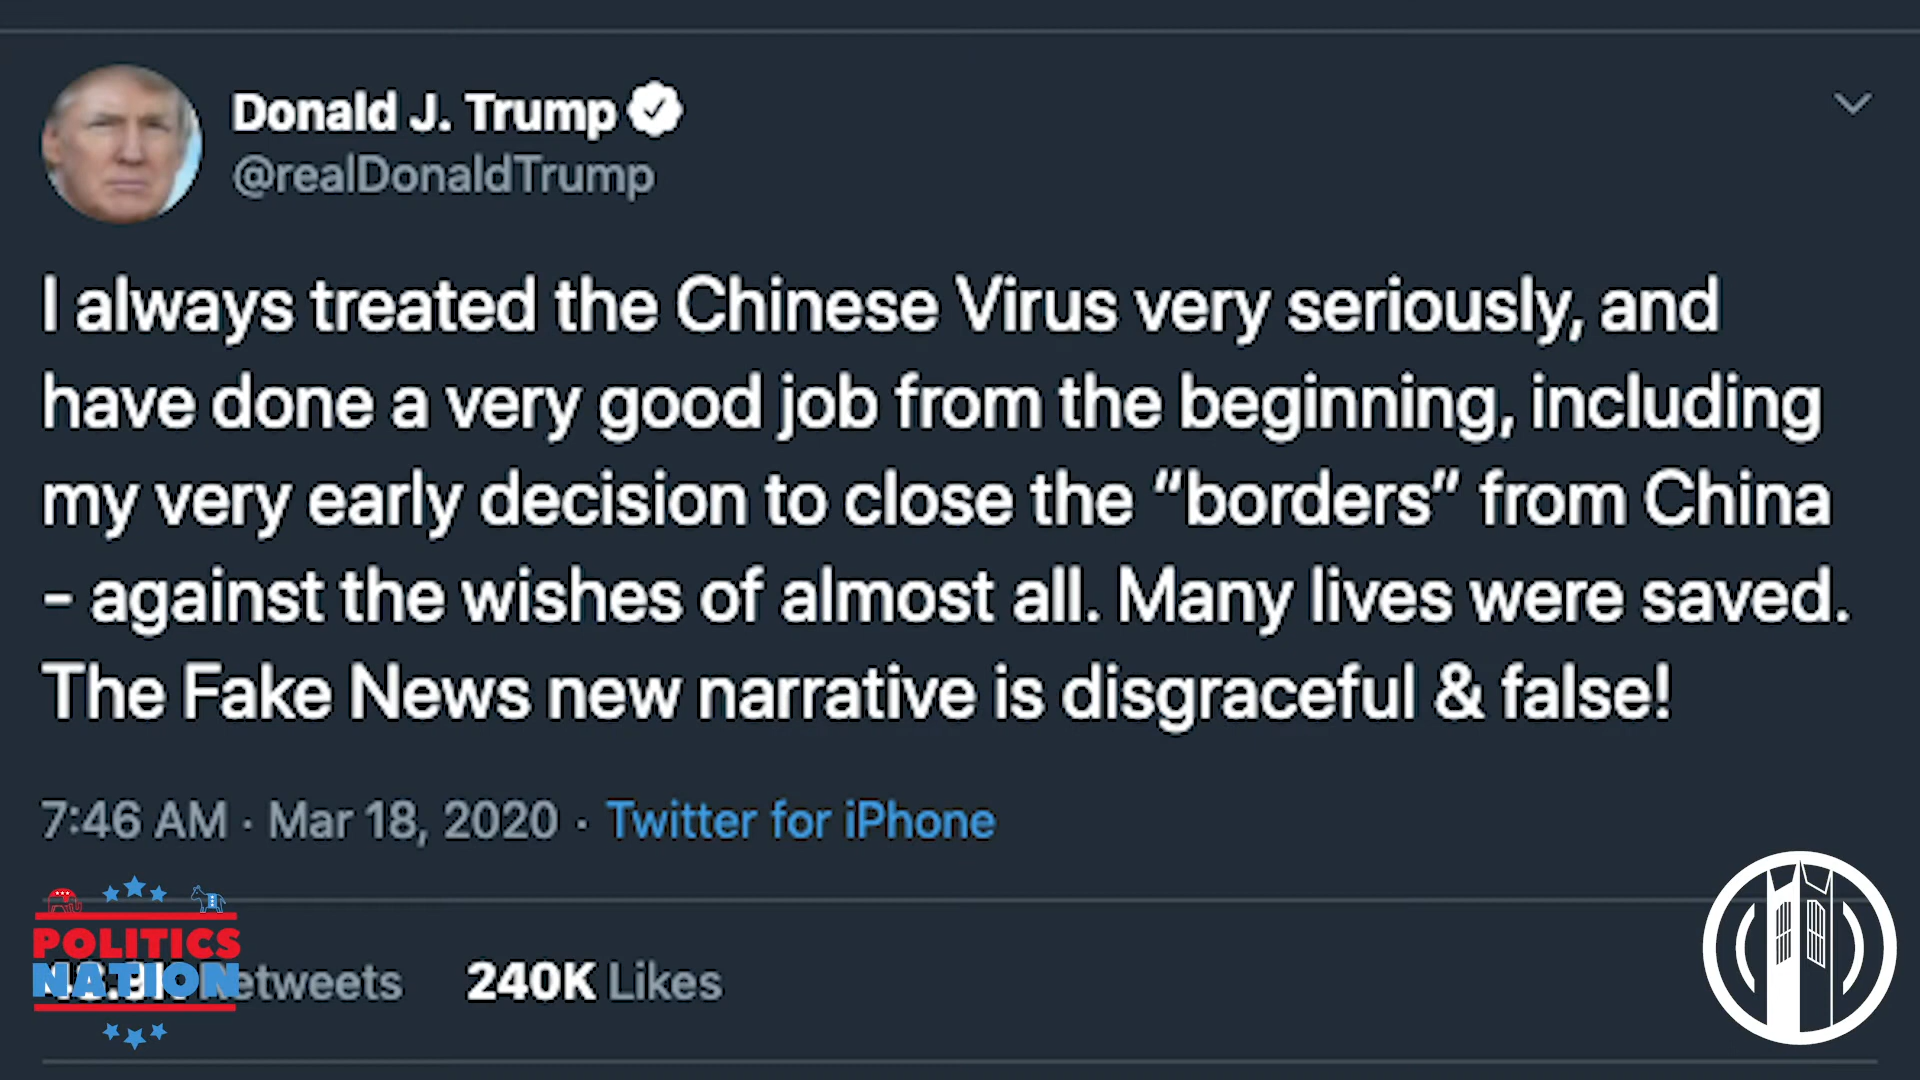 Donald J. Trump
@realDonaldTrump
I always treated the Chinese Virus very seriously, and
have done a very good job from the beginning, including
my very early decision to close the “borders” from China
- against the wishes of almost all. Many lives were saved.
The Fake News new narrative is disgraceful & false!
7:46 AM · Mar 18, 2020 · Twitter for iPhone
POLITICS
NATION
240K Likes